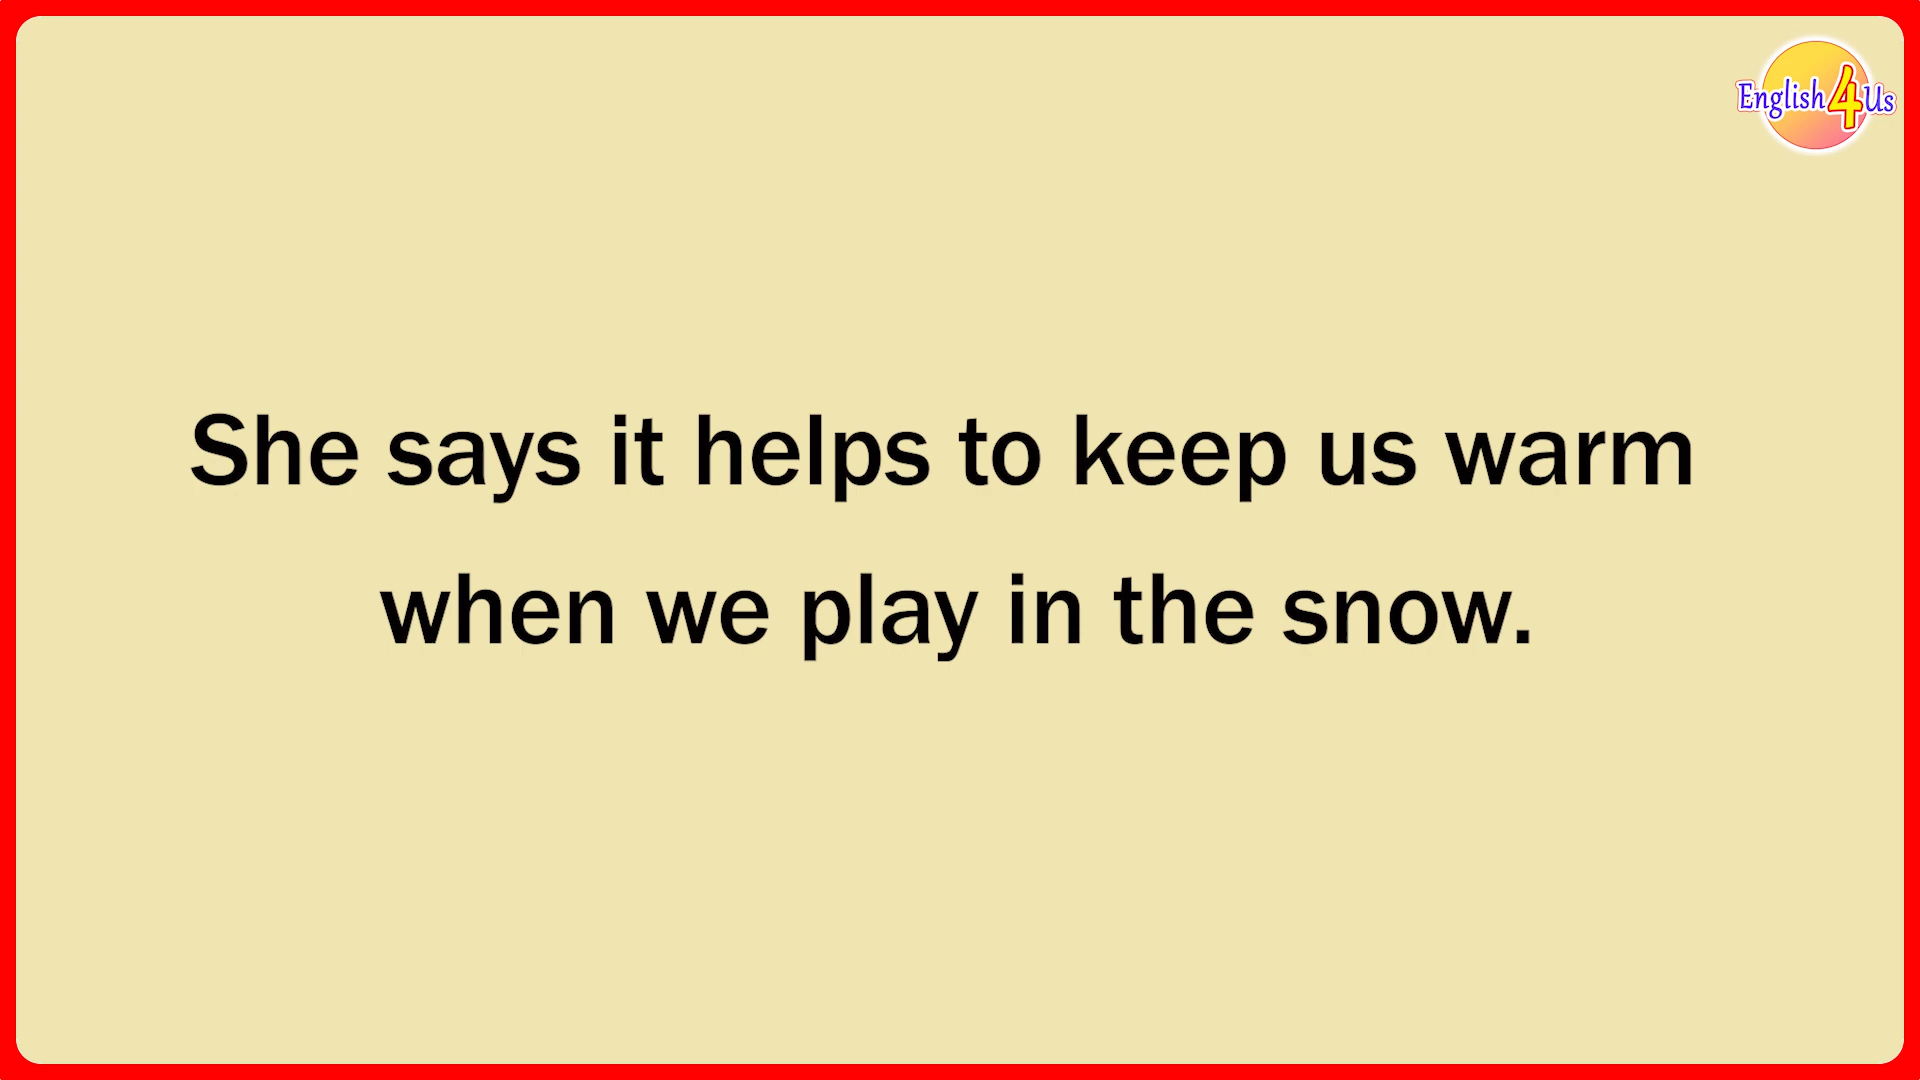 English4Us
She says it helps to keep us warm
when we play in the snow.